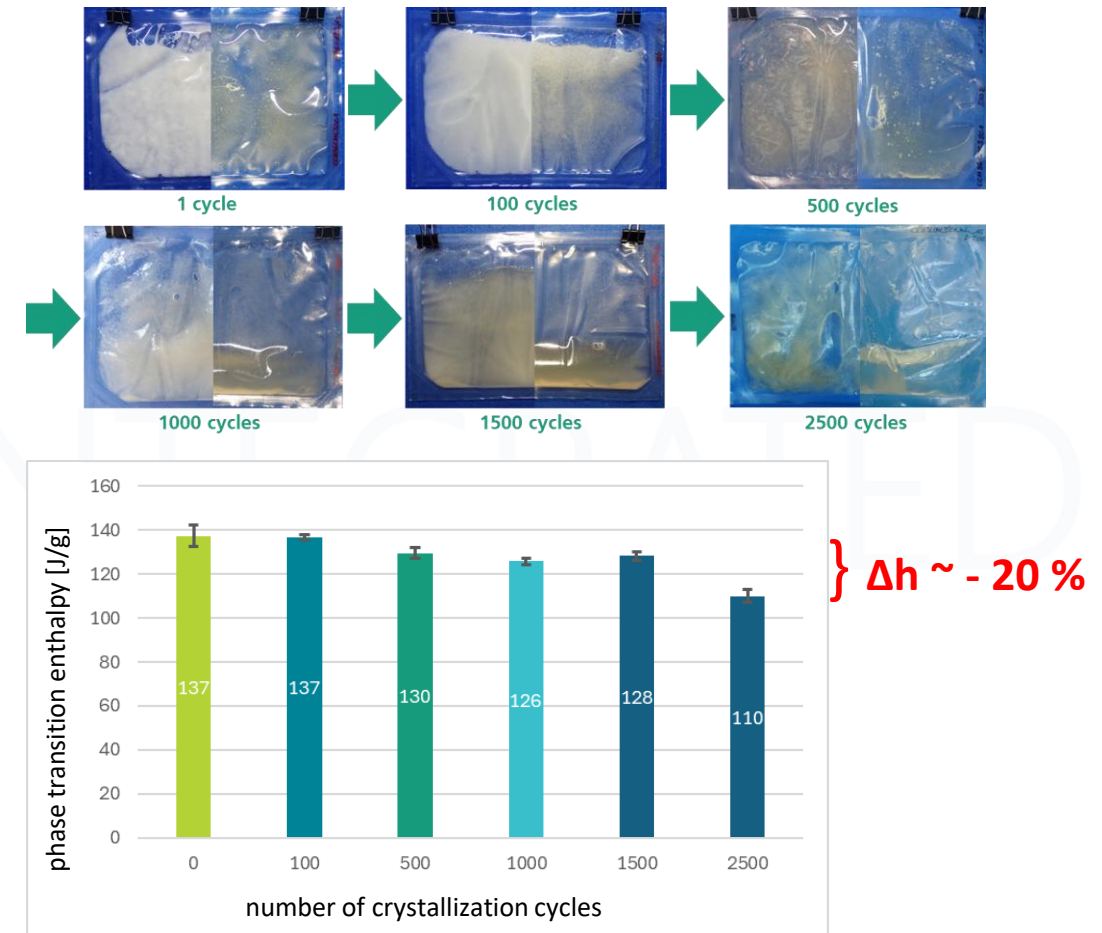 1 cycle
100 cycles
500 cycles
1000 cycles
1500 cycles
2500 cycles
INTEGRATED
phase transition enthalpy [J/g]
160
140
120
100
80
60
40
20
0
137
137
130
126
128
110
0
100
500
1000
1500
2500
number of crystallization cycles
} Δh ~ - 20 %